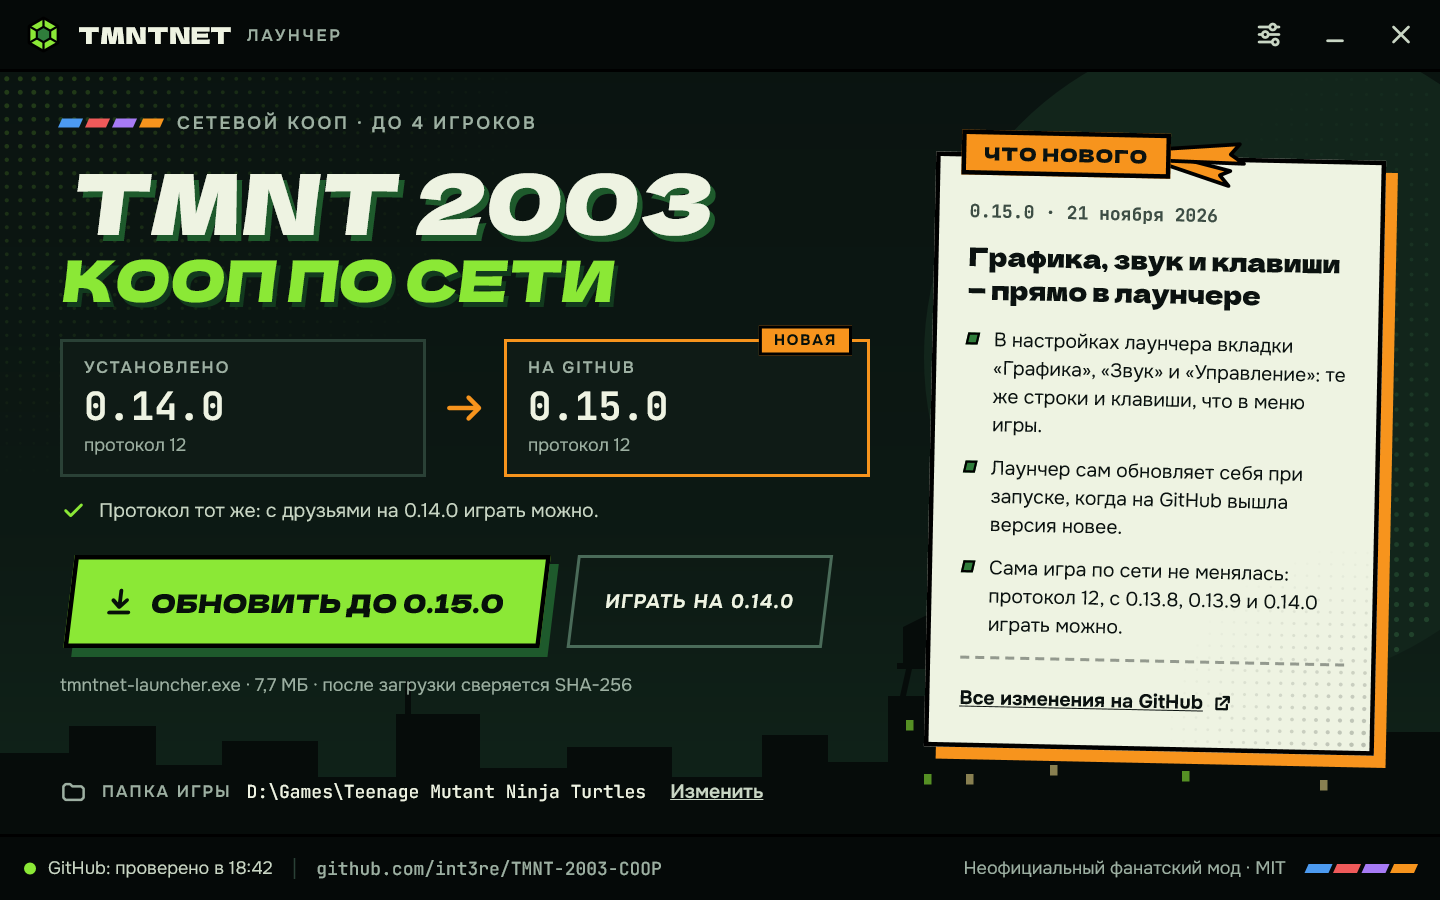 TMNTNET ЛАУНЧЕР
СЕТЕВОЙ КООП · ДО 4 ИГРОКОВ
TMNT 2003
КООП ПО СЕТИ
УСТАНОВЛЕНО
0.14.0
протокол 12
НОВАЯ
НА GITHUB
0.15.0
протокол 12
Протокол тот же: с друзьями на 0.14.0 играть можно.
ОБНОВИТЬ ДО 0.15.0
ИГРАТЬ НА 0.14.0
tmntnet-launcher.exe · 7,7 МБ · после загрузки сверяется SHA-256
ПАПКА ИГРЫ D:\Games\Teenage Mutant Ninja Turtles Изменить
ЧТО НОВОГО
0.15.0 · 21 ноября 2026
Графика, звук и клавиши
– прямо в лаунчере
В настройках лаунчера вкладки
«Графика», «Звук» и «Управление»: те
же строки и клавиши, что в меню
игры.
Лаунчер сам обновляет себя при
запуске, когда на GitHub вышла
версия новее.
Сама игра по сети не менялась:
протокол 12, с 0.13.8, 0.13.9 и 0.14.0
играть можно.
Все изменения на GitHub
GitHub: проверено в 18:42
github.com/int3re/TMNT-2003-COOP
Неофициальный фанатский мод · MIT